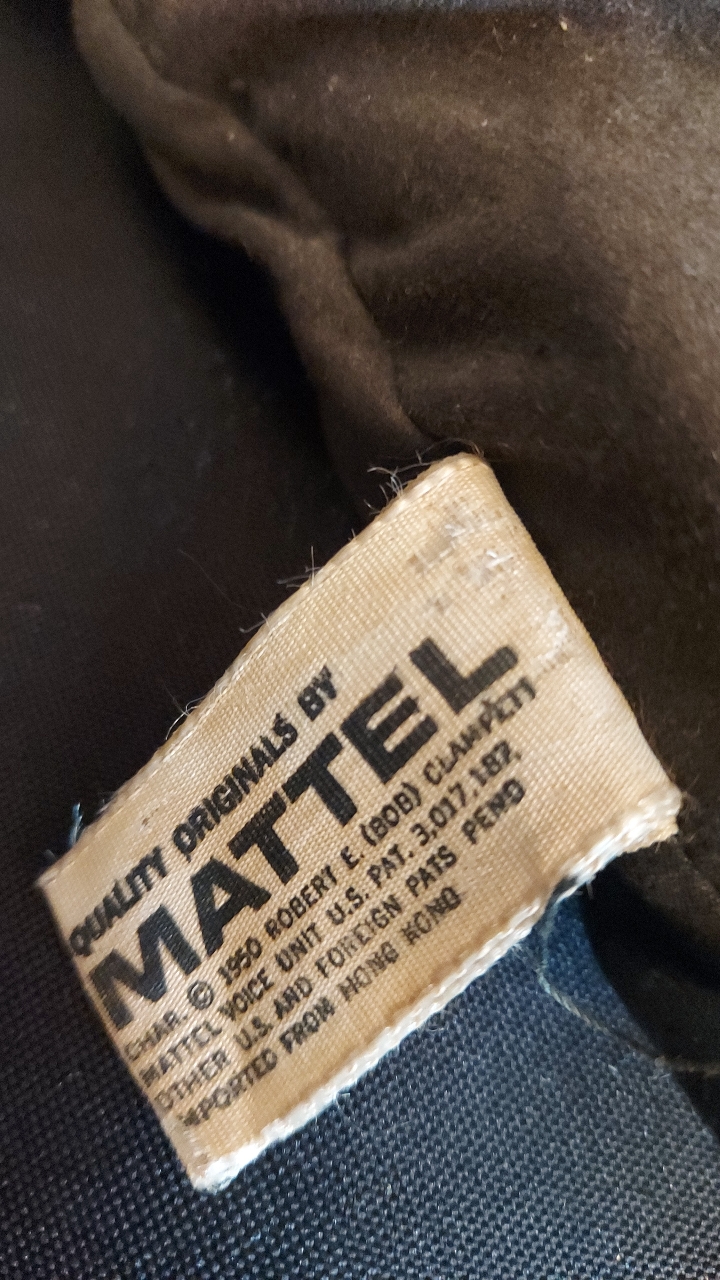 QUALITY ORIGINALS BY
MATTEL
CHAR. © 1950 ROBERT E. (BOB) CLAMPETT
MATTEL VOICE UNIT U.S. PAT. 3,017,187,
OTHER U.S. AND FOREIGN PATS PEND
MPORTED FROM HONG KONG